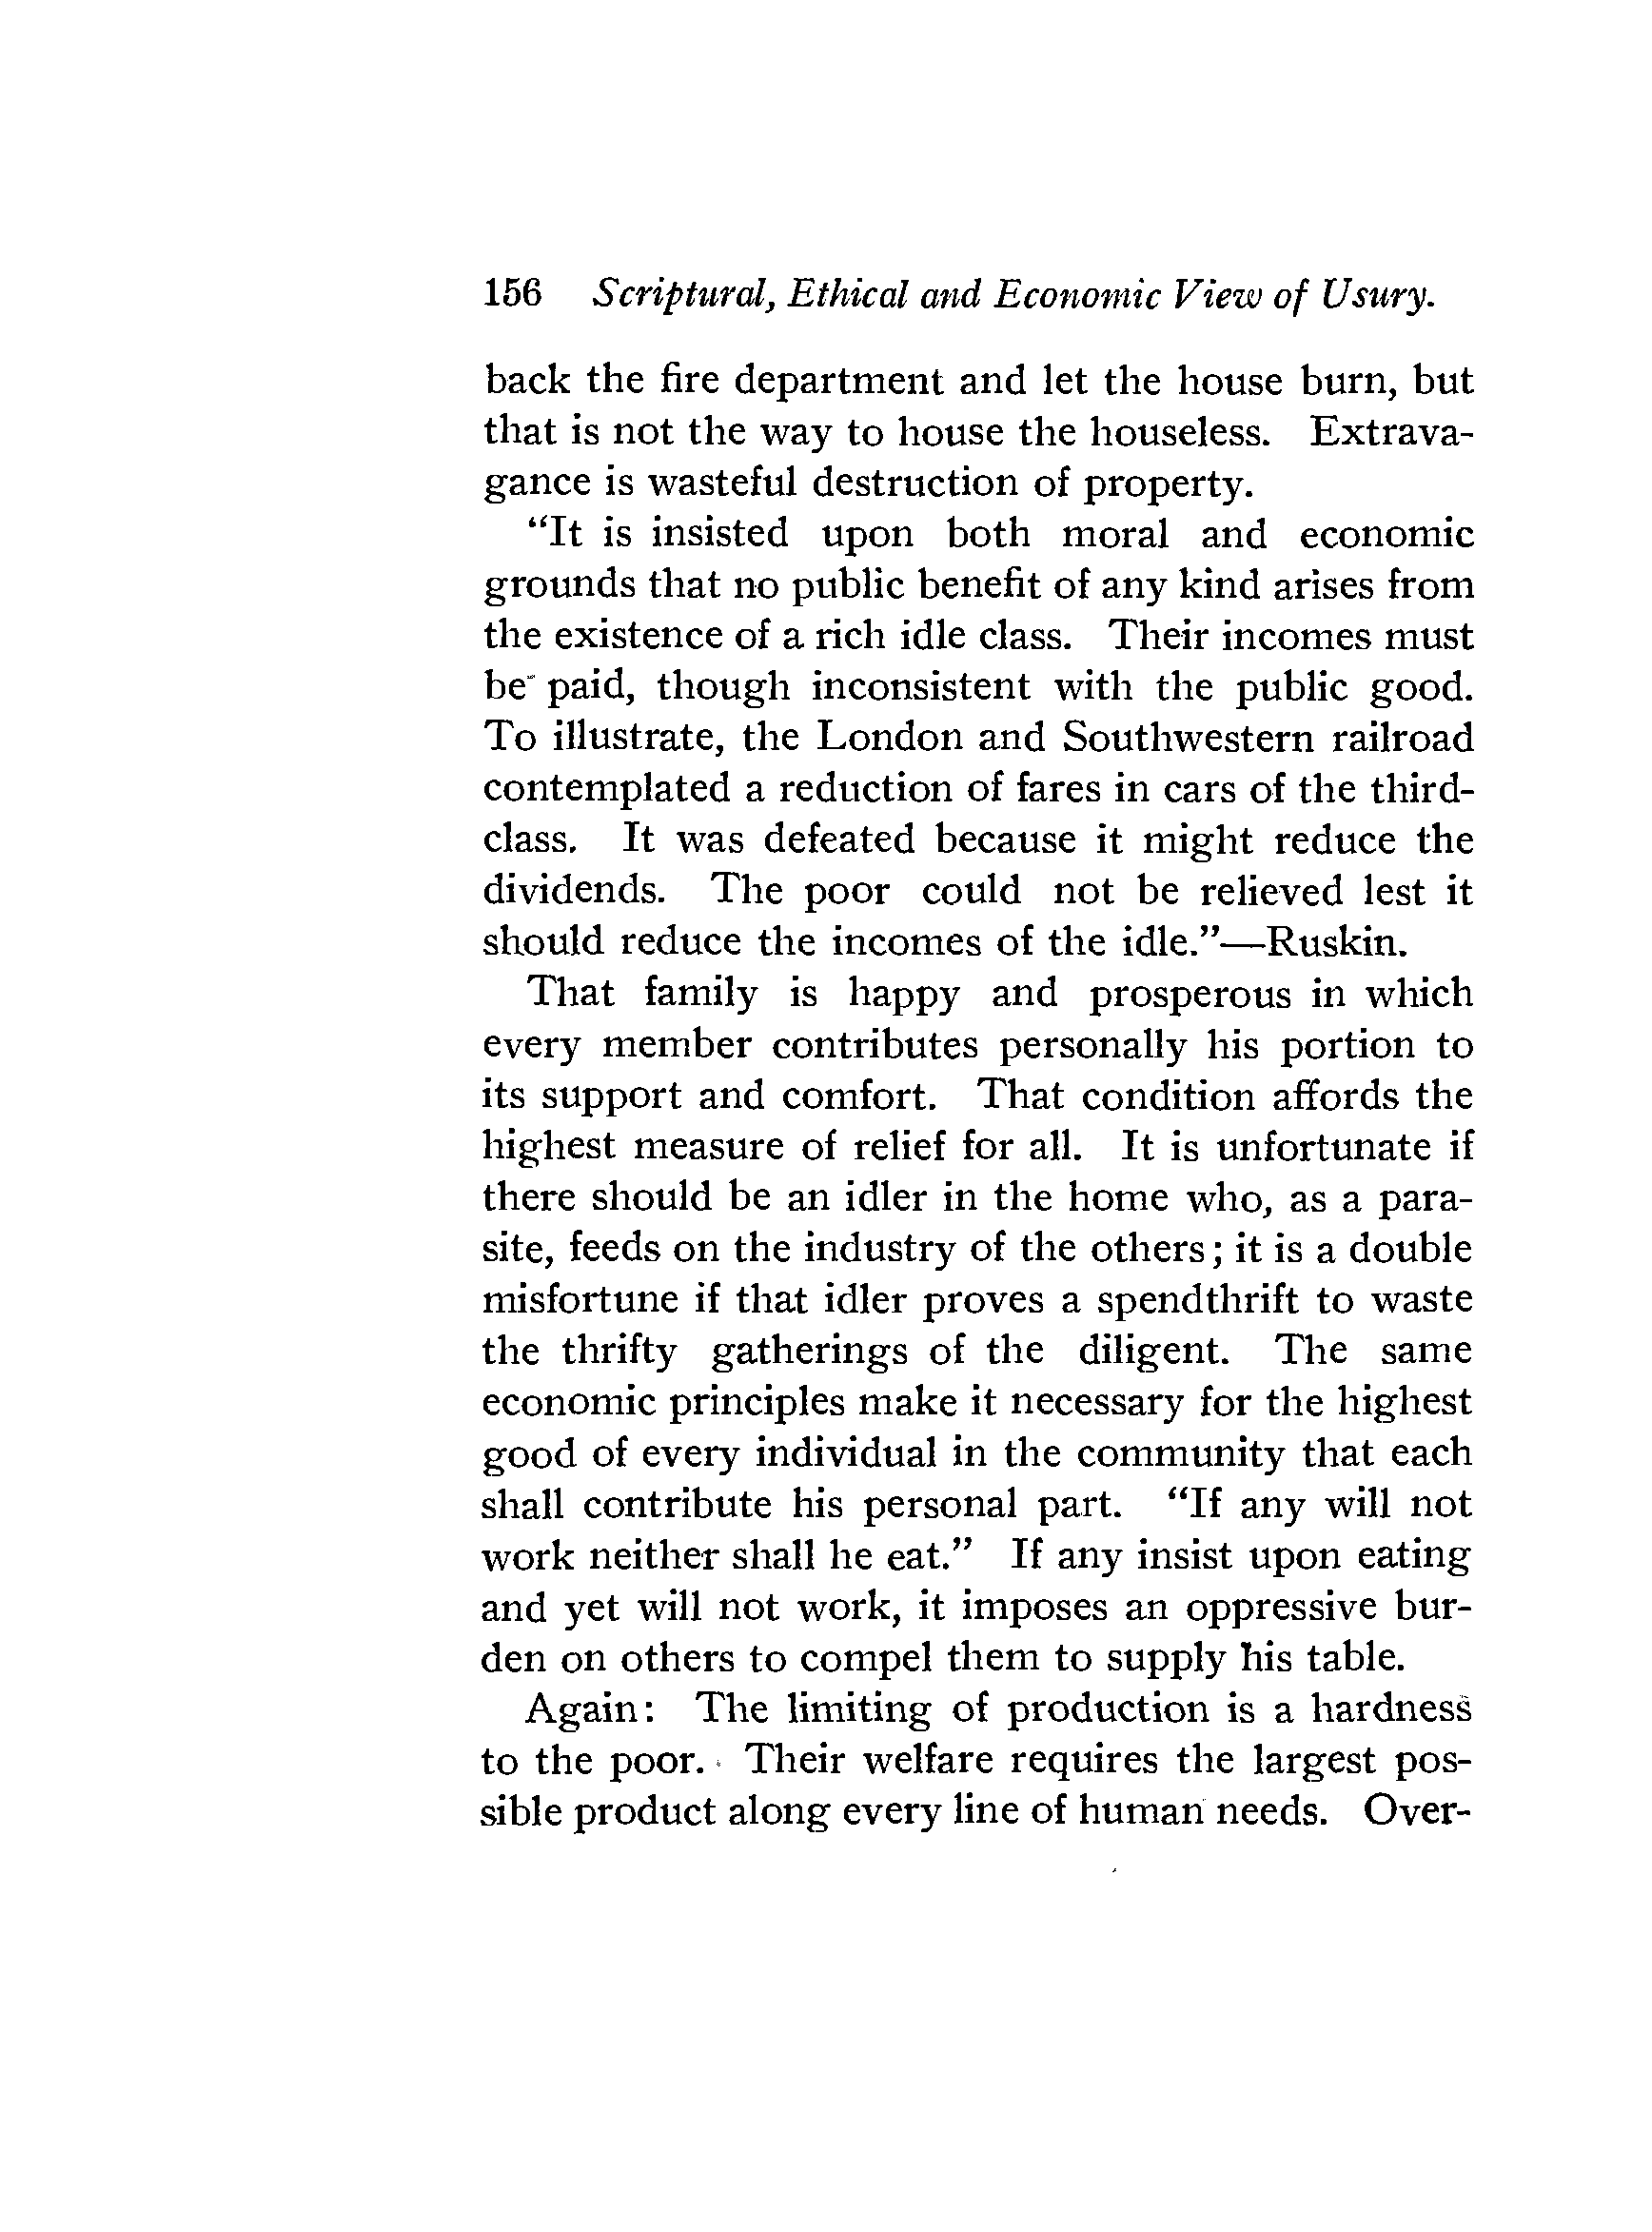 156 Scriptural, Ethical and Economic View of Usury.
back the fire department and let the house burn, but
that is not the way to house the houseless. Extrava-
gance is wasteful destruction of property.
“It is insisted upon both moral and economic
grounds that no public benefit of any kind arises from
the existence of a rich idle class. Their incomes must
be paid, though inconsistent with the public good.
To illustrate, the London and Southwestern railroad
contemplated a reduction of fares in cars of the third-
class. It was defeated because it might reduce the
dividends. The poor could not be relieved lest it
should reduce the incomes of the idle.”—Ruskin.
That family is happy and prosperous in which
every member contributes personally his portion to
its support and comfort. That condition affords the
highest measure of relief for all. It is unfortunate if
there should be an idler in the home who, as a para-
site, feeds on the industry of the others; it is a double
misfortune if that idler proves a spendthrift to waste
the thrifty gatherings of the diligent. The same
economic principles make it necessary for the highest
good of every individual in the community that each
shall contribute his personal part. “If any will not
work neither shall he eat.” If any insist upon eating
and yet will not work, it imposes an oppressive bur-
den on others to compel them to supply his table.
Again: The limiting of production is a hardness
to the poor. Their welfare requires the largest pos-
sible product along every line of human needs. Over-